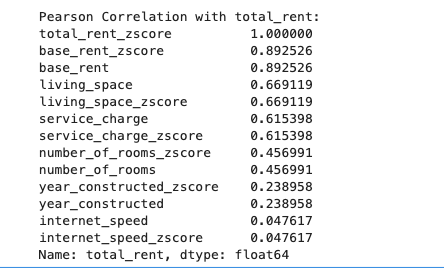 Pearson Correlation with total_rent:
total_rent_zscore 1.000000
base_rent_zscore 0.892526
base_rent 0.892526
living_space 0.669119
living_space_zscore 0.669119
service_charge 0.615398
service_charge_zscore 0.615398
number_of_rooms_zscore 0.456991
number_of_rooms 0.456991
year_constructed_zscore 0.238958
year_constructed 0.238958
internet_speed 0.047617
internet_speed_zscore 0.047617
Name: total_rent, dtype: float64